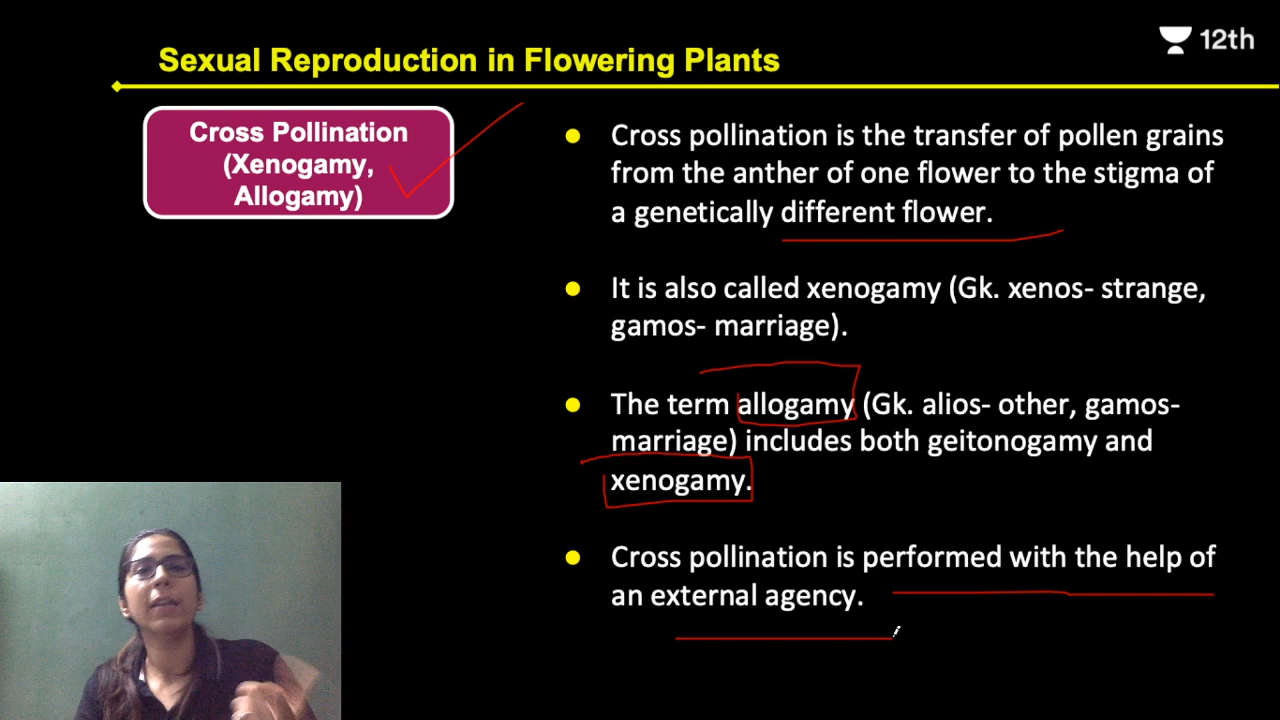 12th
Sexual Reproduction in Flowering Plants
Cross Pollination
(Xenogamy,
Allogamy)
Cross pollination is the transfer of pollen grains
from the anther of one flower to the stigma of
a genetically different flower.
It is also called xenogamy (Gk. xenos- strange,
gamos- marriage).
The term allogamy (Gk. alios- other, gamos-
marriage) includes both geitonogamy and
xenogamy.
Cross pollination is performed with the help of
an external agency.